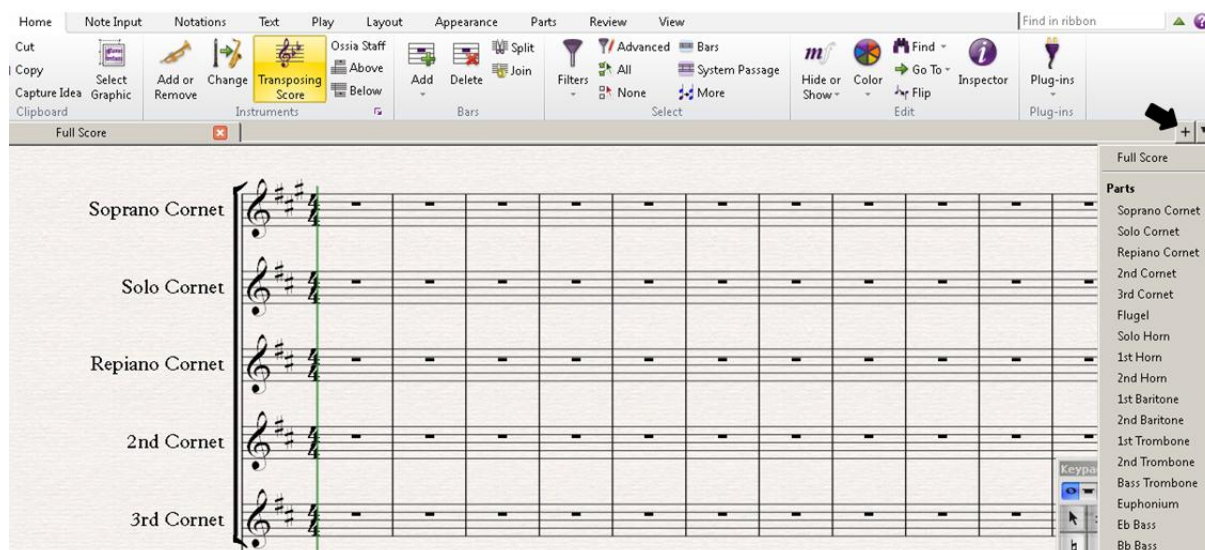 Home Note Input Notations Text Play Layout Appearance Parts Review View Find in ribbon
Cut
Copy
Capture Idea
Select
Graphic
Clipboard
Add or
Remove
Change
Transposing
Score
Ossia Staff
Above
Below
Instruments
Add
Delete
Split
Join
Bars
Filters
Advanced
All
None
Bars
System Passage
More
Select
Hide or
Show
Color
Find
Go To
Flip
Inspector
Edit
Plug-ins
Plug-ins
Full Score
Full Score
Parts
Soprano Cornet
Solo Cornet
Repiano Cornet
2nd Cornet
3rd Cornet
Flugel
Solo Horn
1st Horn
2nd Horn
1st Baritone
2nd Baritone
1st Trombone
2nd Trombone
Bass Trombone
Euphonium
Eb Bass
Bb Bass
Soprano Cornet
Solo Cornet
Repiano Cornet
2nd Cornet
3rd Cornet